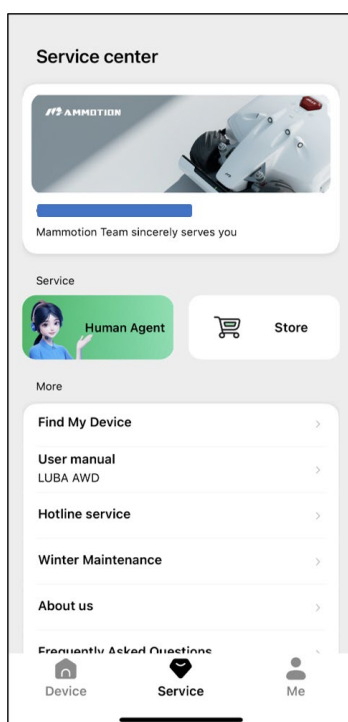 Service center
MAMMOTION
Mammotion Team sincerely serves you
Service
Human Agent
Store
More
Find My Device
User manual
LUBA AWD
Hotline service
Winter Maintenance
About us
Frequently Asked Questions
Device
Service
Me